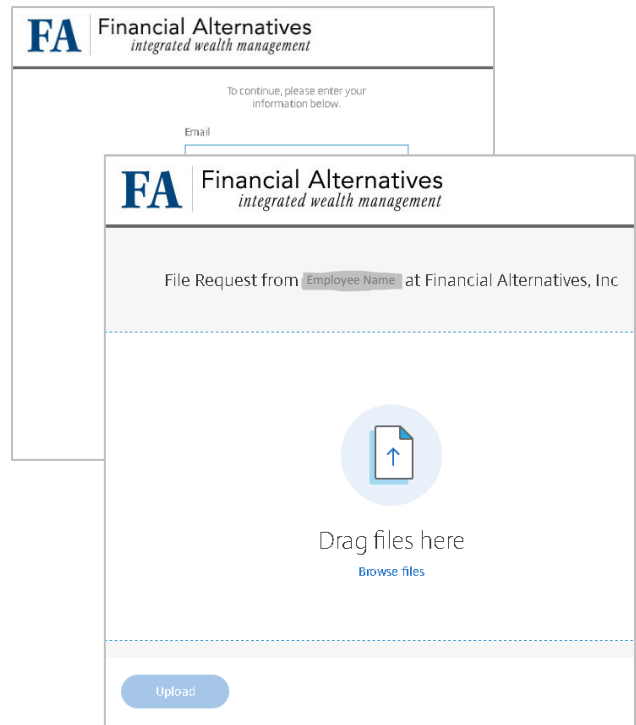 FA Financial Alternatives
integrated wealth management
To continue, please enter your
information below.
Email
FA Financial Alternatives
integrated wealth management
File Request from Employee Name at Financial Alternatives, Inc
Drag files here
Browse files
Upload